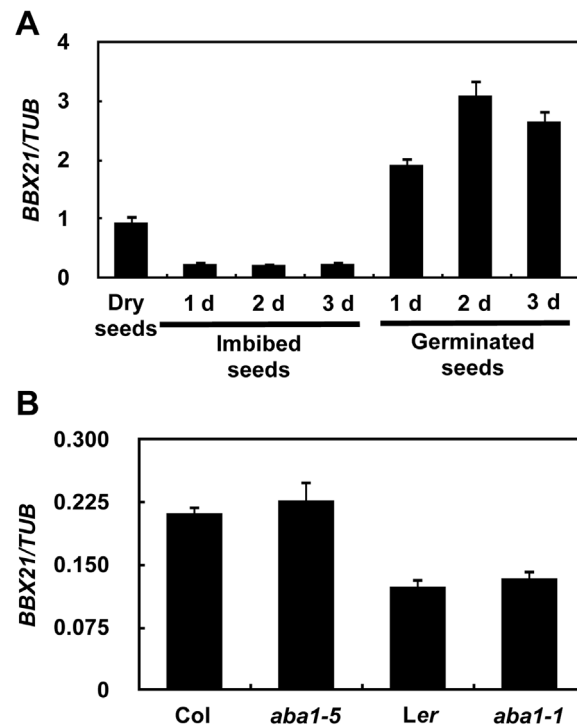 A
BBX21/TUB
4
3
2
1
0
Dry seeds
1 d 2 d 3 d 1 d 2 d 3 d
Imbibed seeds
Germinated seeds
B
BBX21/TUB
0.300
0.225
0.150
0.075
0
Col aba1-5 Ler aba1-1